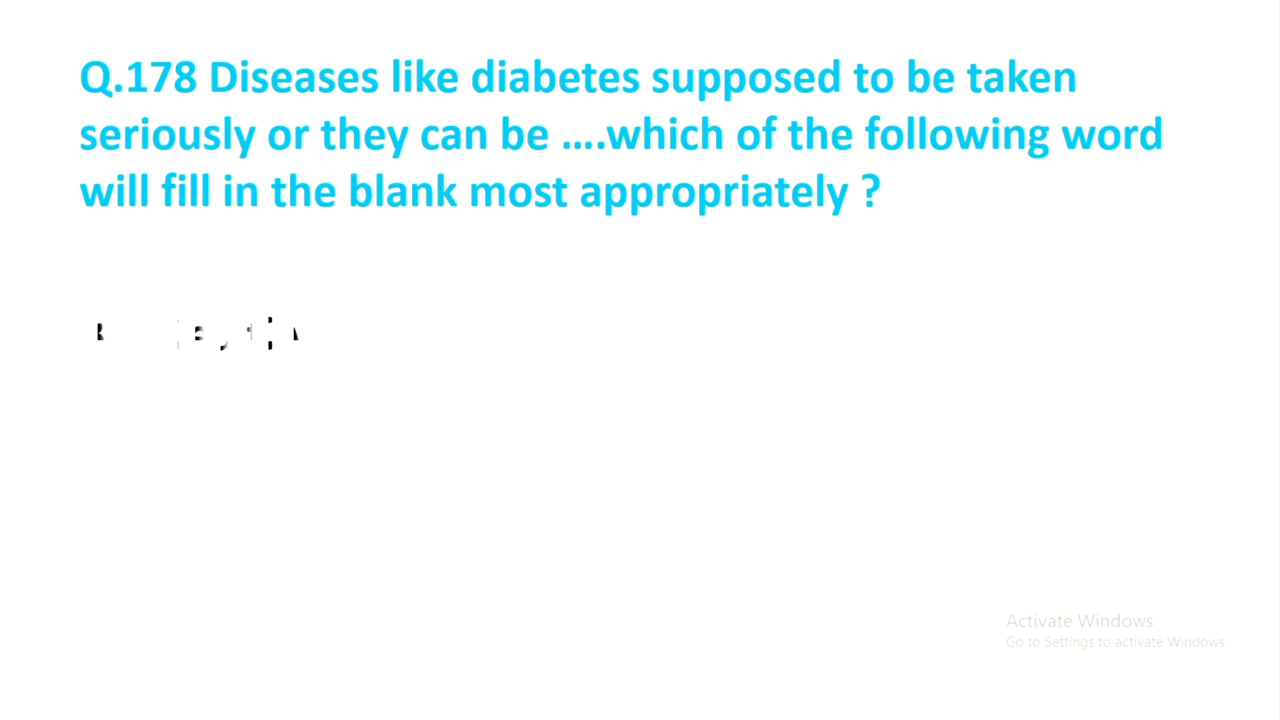 Q.178 Diseases like diabetes supposed to be taken
seriously or they can be ....which of the following word
will fill in the blank most appropriately ?
Activate Windows
Go to Settings to activate Windows.